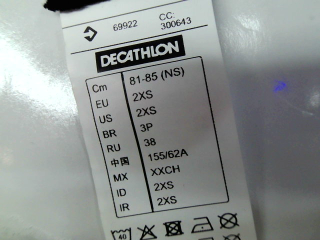 69922 CC:
300643
DECATHLON
Cm 81-85 (NS)
EU 2XS
US 2XS
BR 3P
RU 38
中国 155/62A
MX XXCH
ID 2XS
IR 2XS
40